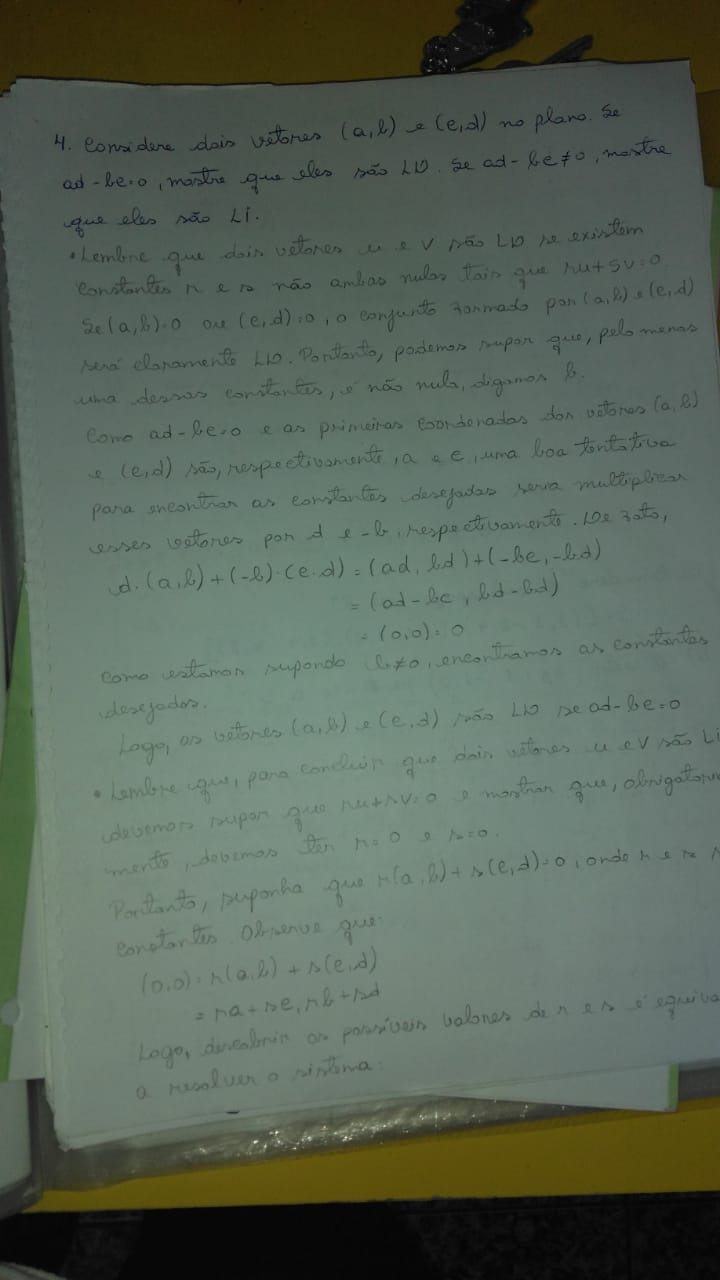 4. Considere dois vetores (a,b) e (c,d) no plano. Se
ad-bc=0, mostre que eles são LD. Se ad-bc≠0, mostre
que eles são LI.
• Lembre que dois vetores u e v são LD se existem
constantes r e s não ambas nulas tais que ru+sv=0
Se (a,b)=0 ou (c,d)=0, o conjunto formado por (a,b) e (c,d)
será claramente LD. Portanto, podemos supor que, pelo menos
uma dessas constantes, é não nula, digamos b.
Como ad-bc=0 e as primeiras coordenadas dos vetores (a,b)
e (c,d) são, respectivamente, a e c, uma boa tentativa
para encontrar as constantes desejadas seria multiplicar
esses vetores por d e -b, respectivamente. De fato,
d.(a,b)+(-b).(c.d)=(ad, bd)+(-bc,-bd)
= (ad-bc, bd-bd)
= (0,0)=0
Como estamos supondo b≠0, encontramos as constantes
desejadas.
Logo, os vetores (a,b) e (c,d) são LD se ad-bc=0
• Lembre que, para concluir que dois vetores u e v são LI
devemos supor que ru+sv=0 e mostrar que, obrigatoria
mente, devemos ter r=0 e s=0.
Portanto, suponha que r(a,b)+s(c,d)=0, onde r e s
constantes. Observe que:
(0,0)=r(a,b)+s(c,d)
= ra+sc, rb+sd
Logo, descobrir os possíveis valores de r e s é equiva
a resolver o sistema: